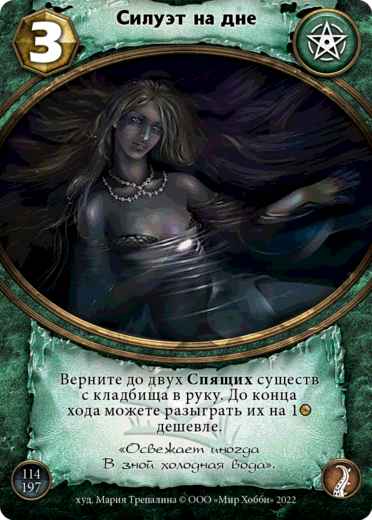 Силуэт на дне
3
Верните до двух Спящих существ
с кладбища в руку. До конца
хода можете разыграть их на 1
дешевле.
«Освежает иногда
В зной холодная вода».
114
197
худ. Мария Трепалина © ООО «Мир Хобби» 2022